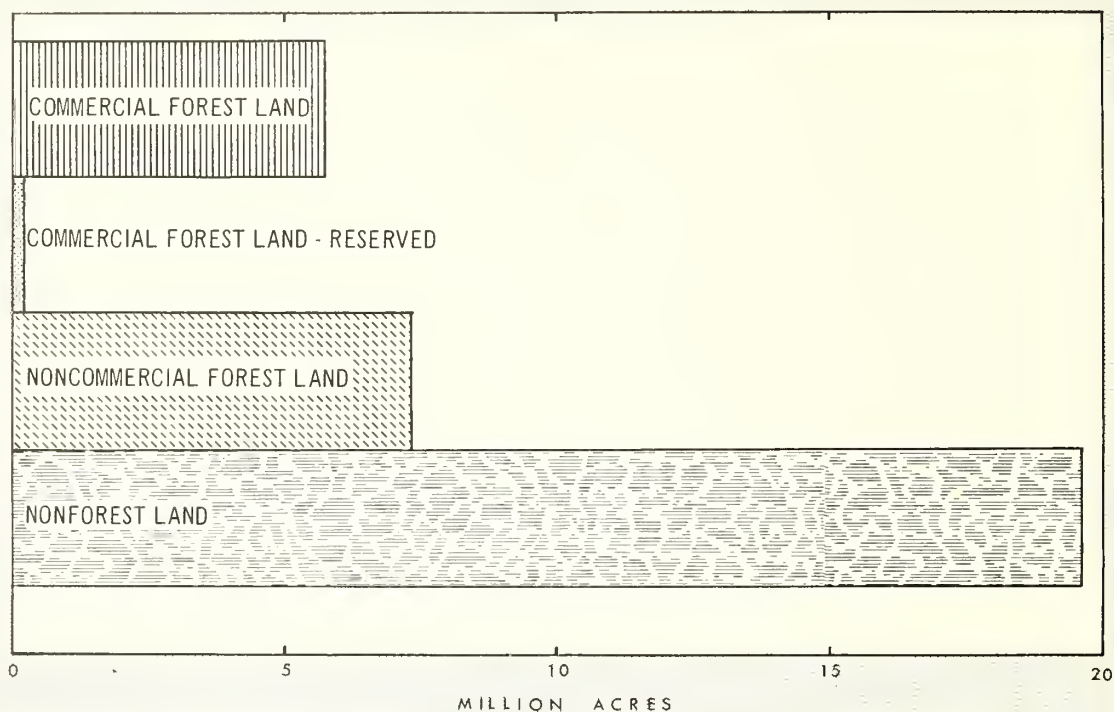 COMMERCIAL FOREST LAND
COMMERCIAL FOREST LAND - RESERVED
NONCOMMERCIAL FOREST LAND
NONFOREST LAND
0 5 10 15 20
MILLION ACRES